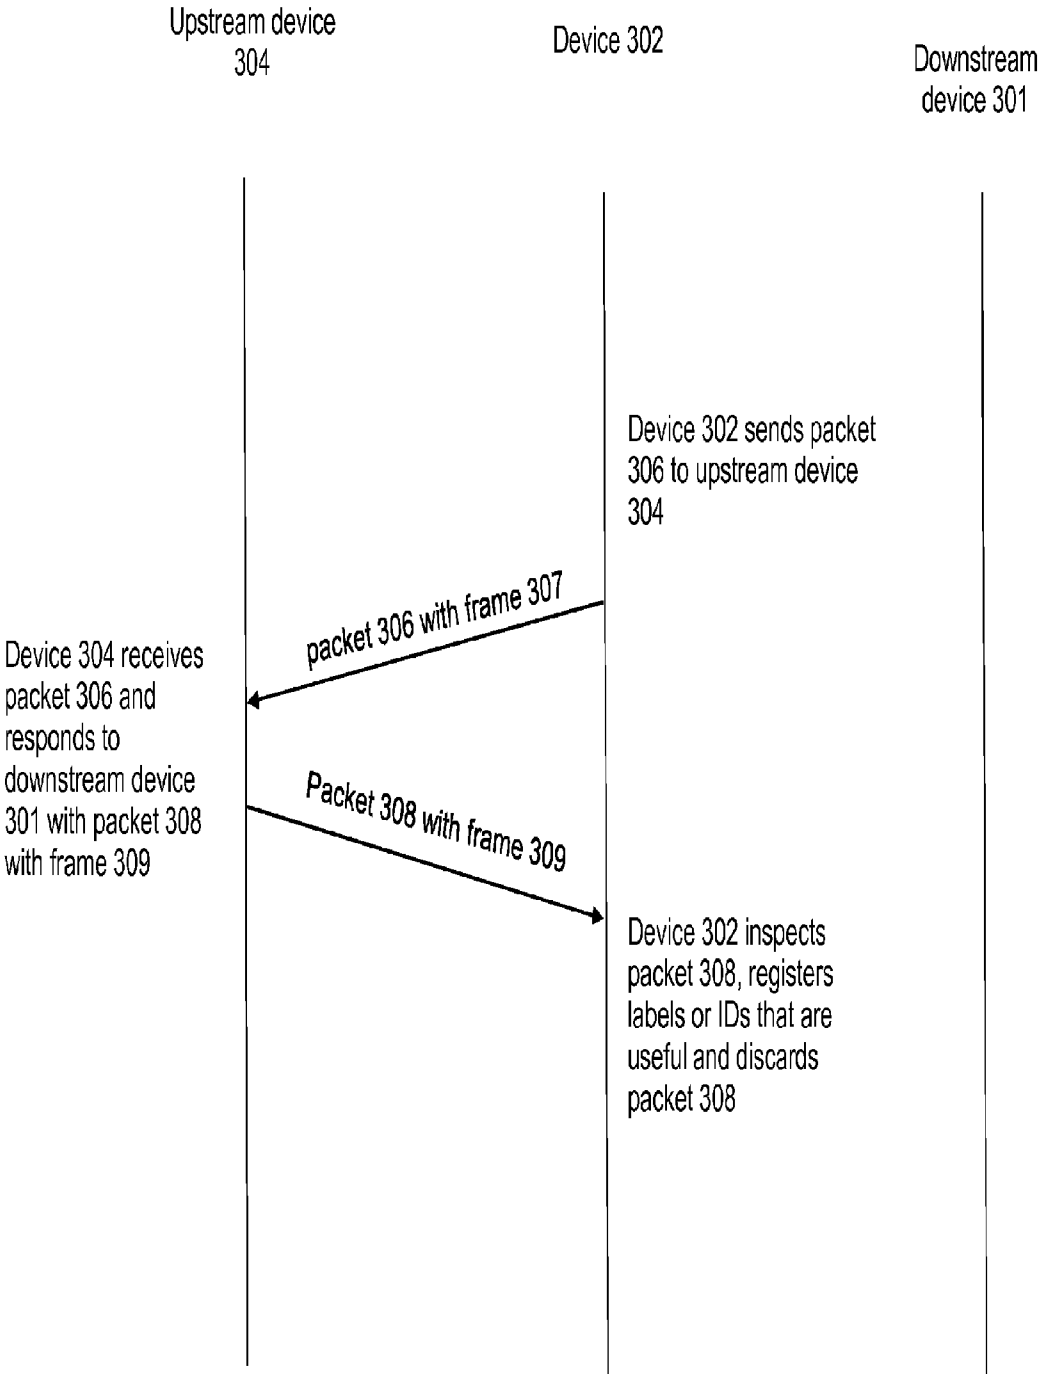 Upstream device
304
Device 302
Downstream
device 301
Device 302 sends packet
306 to upstream device
304
packet 306 with frame 307
Device 304 receives
packet 306 and
responds to
downstream device
301 with packet 308
with frame 309
Packet 308 with frame 309
Device 302 inspects
packet 308, registers
labels or IDs that are
useful and discards
packet 308